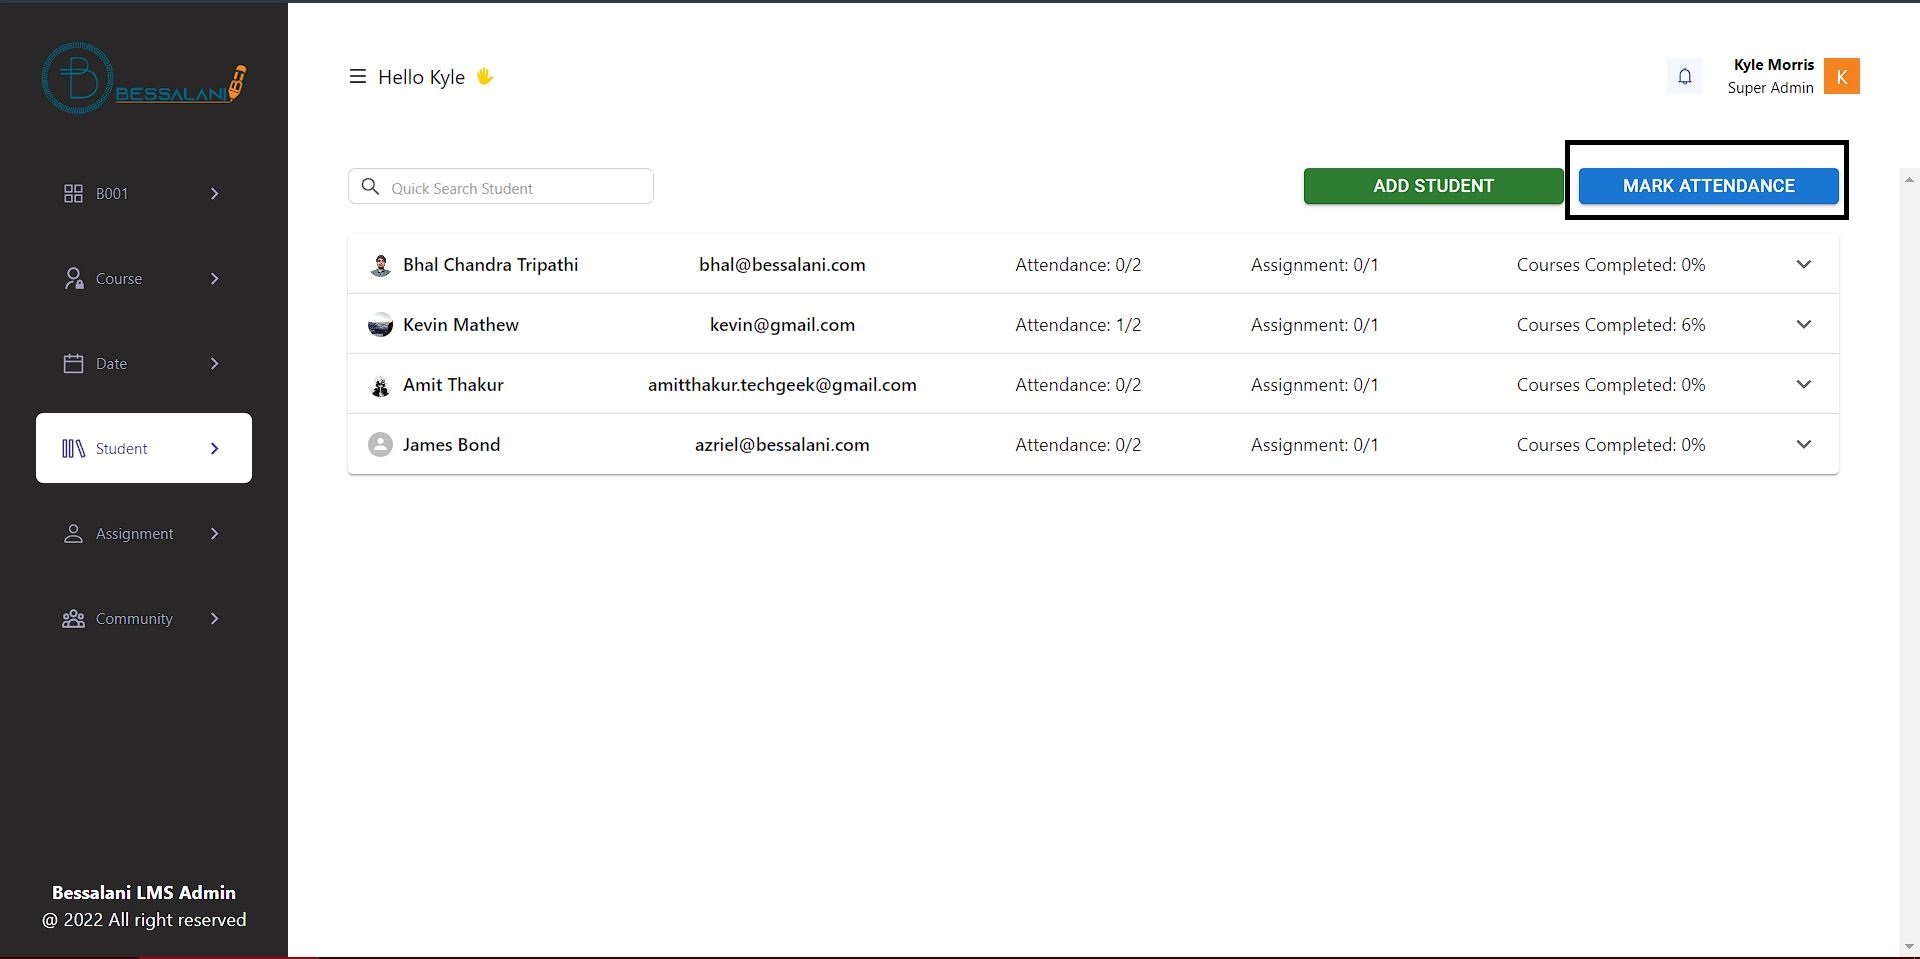 BESSALANI
Hello Kyle
Kyle Morris
Super Admin
K
Quick Search Student
ADD STUDENT
MARK ATTENDANCE
B001
Course
Date
Student
Assignment
Community
Bhal Chandra Tripathi bhal@bessalani.com Attendance: 0/2 Assignment: 0/1 Courses Completed: 0%
Kevin Mathew kevin@gmail.com Attendance: 1/2 Assignment: 0/1 Courses Completed: 6%
Amit Thakur amitthakur.techgeek@gmail.com Attendance: 0/2 Assignment: 0/1 Courses Completed: 0%
James Bond azriel@bessalani.com Attendance: 0/2 Assignment: 0/1 Courses Completed: 0%
Bessalani LMS Admin
@ 2022 All right reserved